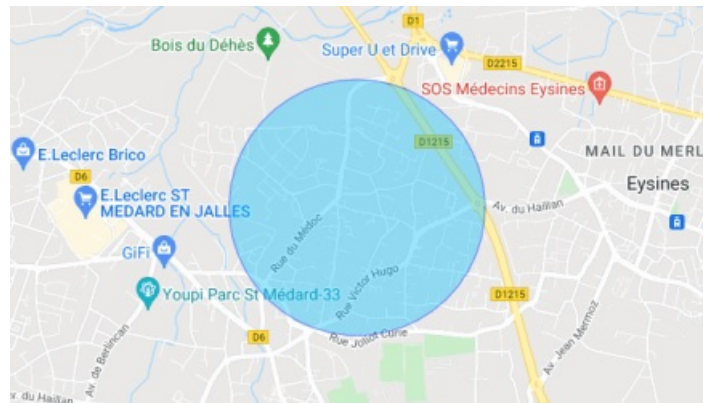 D1
Bois du Déhès
Super U et Drive
D2215
SOS Médecins Eysines
D1215
E.Leclerc Brico
MAIL DU MERL
D6
E.Leclerc ST
MEDARD EN JALLES
Eysines
Av. du Haillan
Rue du Médoc
GiFi
Rue Victor Hugo
Youpi Parc St Médard-33
D1215
D6
Rue Joliot Curie
Av. de Berlincan
Av. Jean Mermoz
v. du Haillan